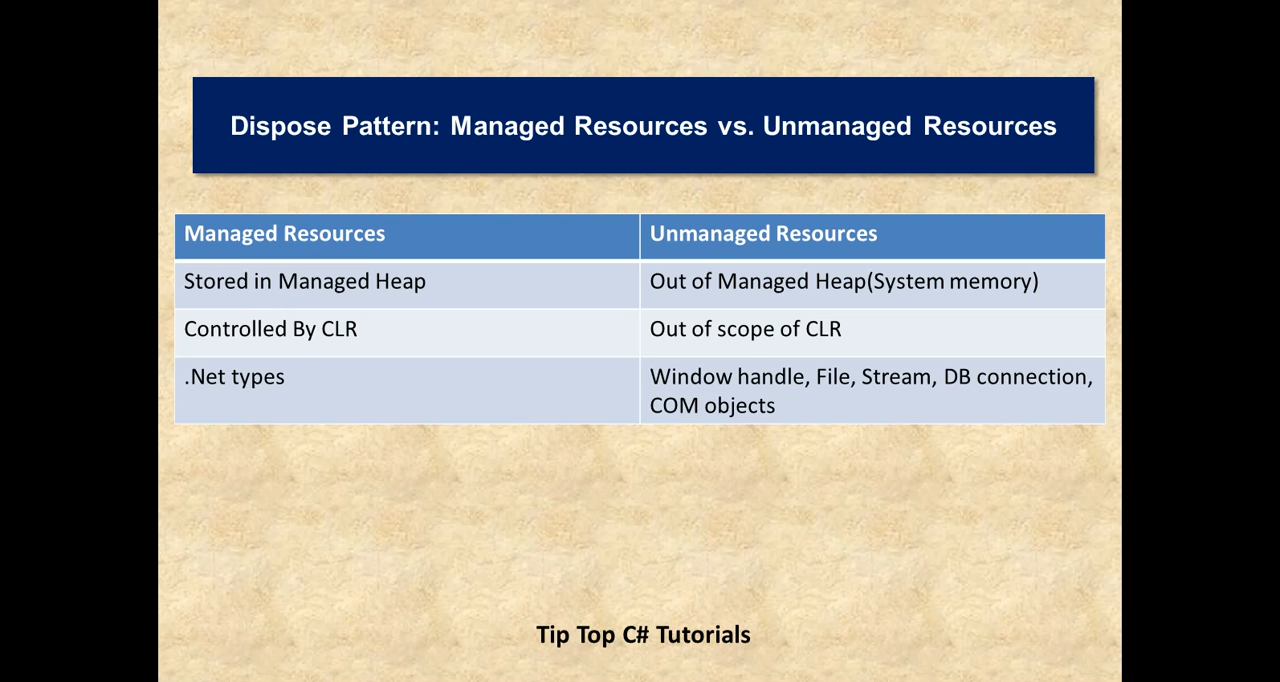 Dispose Pattern: Managed Resources vs. Unmanaged Resources
Managed Resources
Unmanaged Resources
Stored in Managed Heap
Out of Managed Heap(System memory)
Controlled By CLR
Out of scope of CLR
.Net types
Window handle, File, Stream, DB connection,
COM objects
Tip Top C# Tutorials